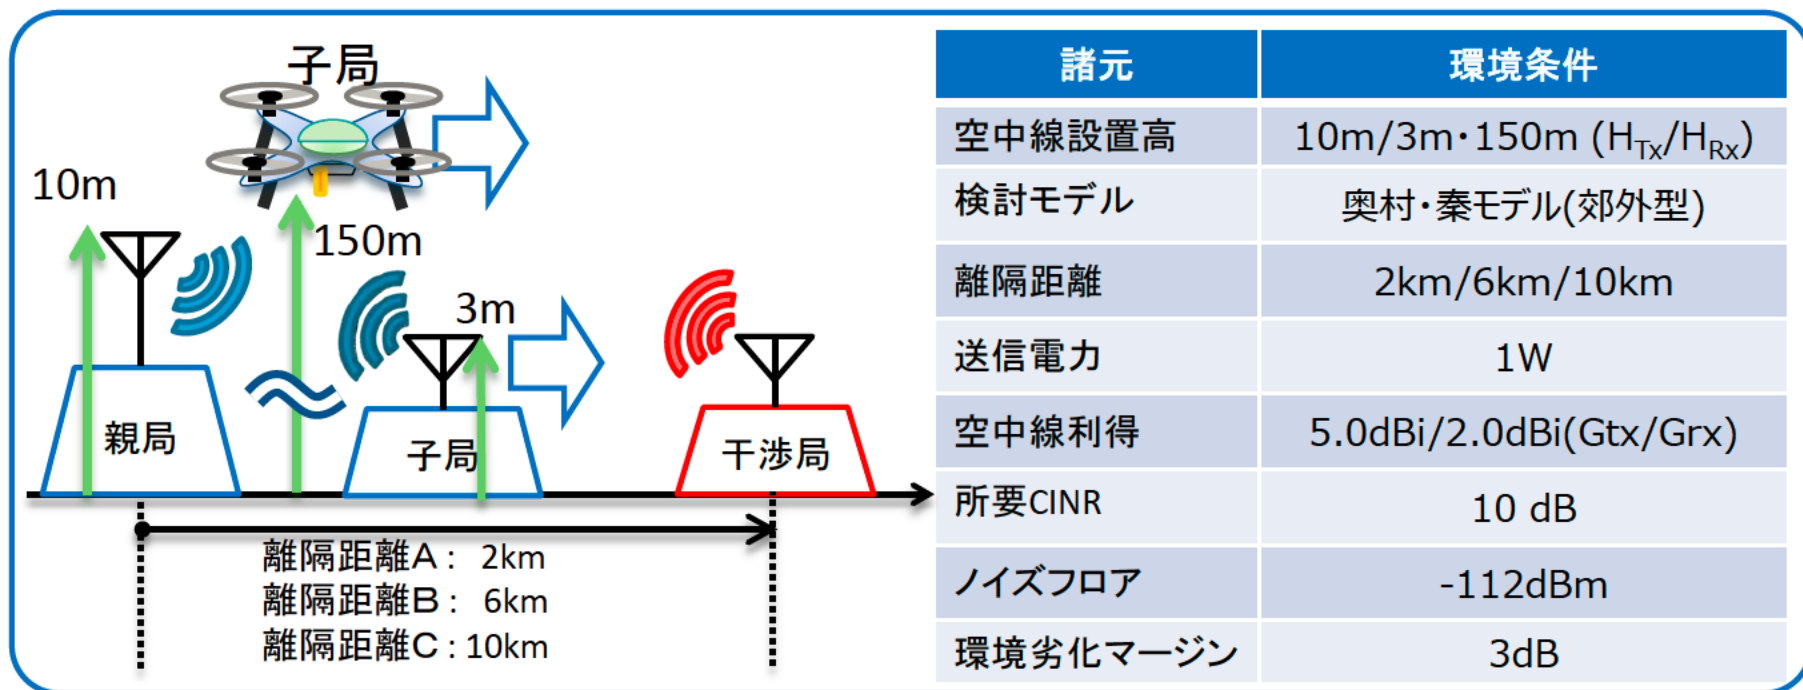 子局
10m
150m
3m
親局
子局
干渉局
離隔距離A： 2km
離隔距離B： 6km
離隔距離C：10km
諸元 環境条件
空中線設置高 10m/3m・150m (HTx/HRx)
検討モデル 奥村・秦モデル(郊外型)
離隔距離 2km/6km/10km
送信電力 1W
空中線利得 5.0dBi/2.0dBi(Gtx/Grx)
所要CINR 10 dB
ノイズフロア -112dBm
環境劣化マージン 3dB